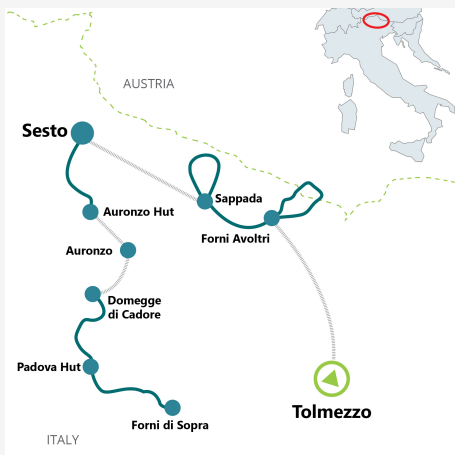 AUSTRIA
Sesto
Sappada
Auronzo Hut
Forni Avoltri
Auronzo
Domegge
di Cadore
Padova Hut
Tolmezzo
Forni di Sopra
ITALY